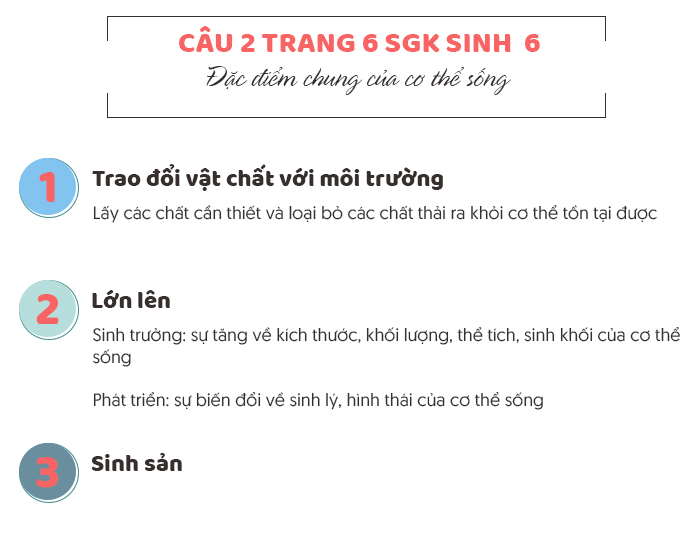 CÂU 2 TRANG 6 SGK SINH 6
Đặc điểm chung của cơ thể sống
1
Trao đổi vật chất với môi trường
Lấy các chất cần thiết và loại bỏ các chất thải ra khỏi cơ thể tồn tại được
2
Lớn lên
Sinh trưởng: sự tăng về kích thước, khối lượng, thể tích, sinh khối của cơ thể
sống
Phát triển: sự biến đổi về sinh lý, hình thái của cơ thể sống
3
Sinh sản